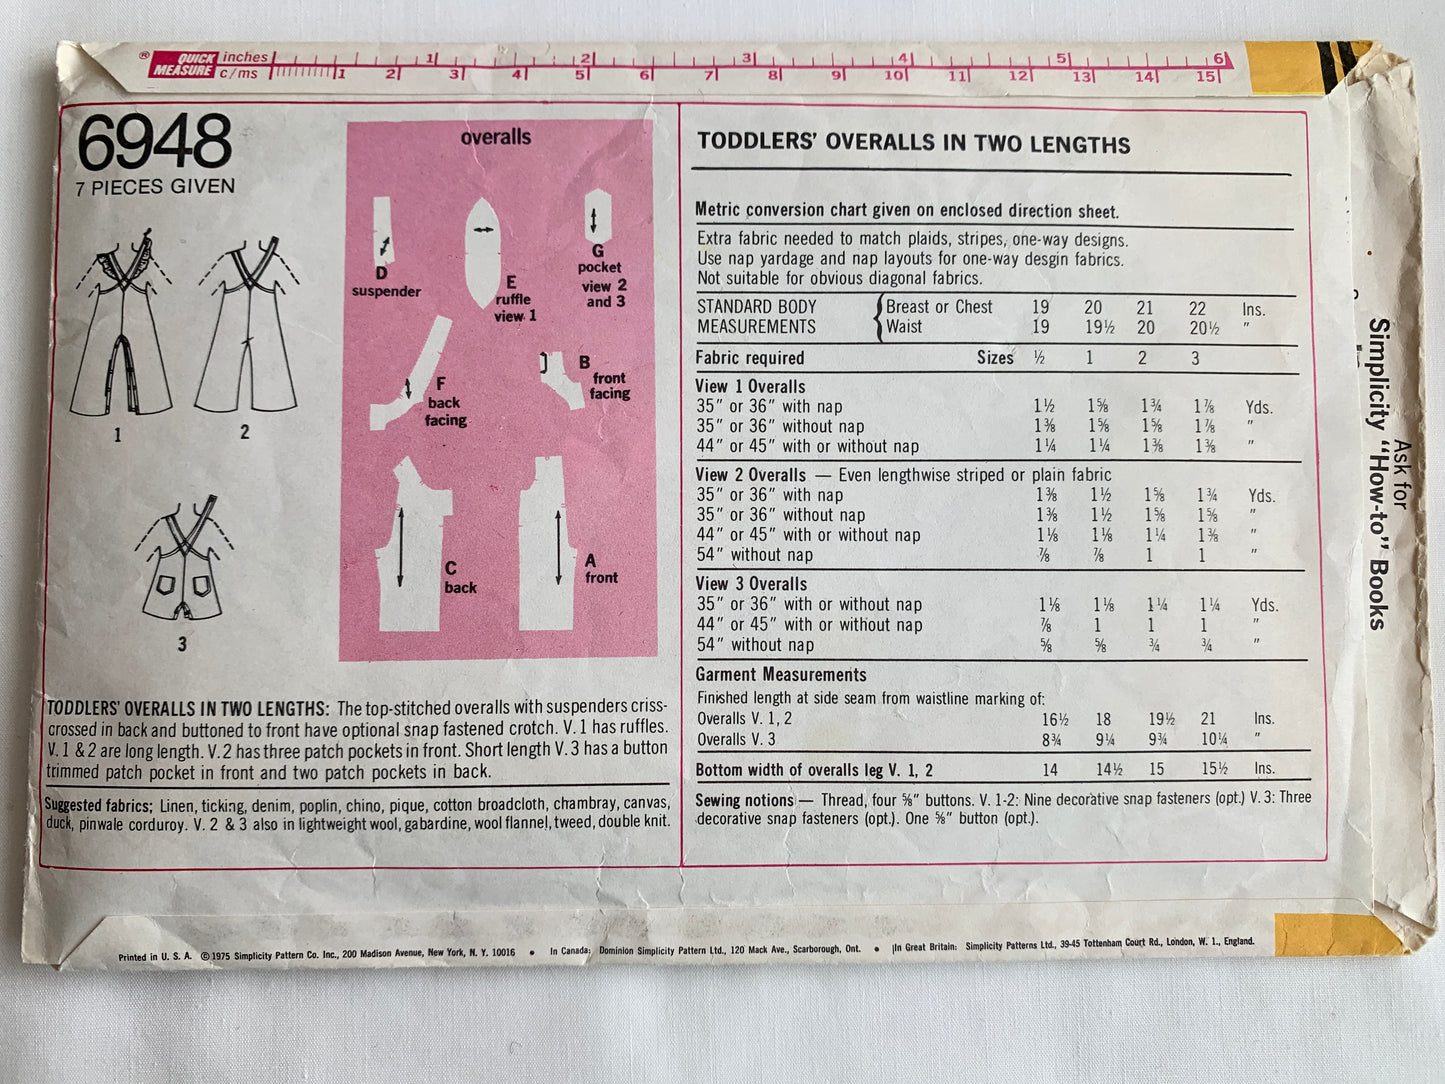 ® QUICK MEASURE inches 1 2 3 4 5 6
c/ms 1 2 3 4 5 6 7 8 9 10 11 12 13 14 15
6948
7 PIECES GIVEN
1
2
3
overalls
D
suspender
E
ruffle
view 1
G
pocket
view 2
and 3
F
back
facing
B
front
facing
C
back
A
front
TODDLERS' OVERALLS IN TWO LENGTHS: The top-stitched overalls with suspenders criss-
crossed in back and buttoned to front have optional snap fastened crotch. V. 1 has ruffles.
V. 1 & 2 are long length. V. 2 has three patch pockets in front. Short length V. 3 has a button
trimmed patch pocket in front and two patch pockets in back.
Suggested fabrics; Linen, ticking, denim, poplin, chino, pique, cotton broadcloth, chambray, canvas,
duck, pinwale corduroy. V. 2 & 3 also in lightweight wool, gabardine, wool flannel, tweed, double knit.
TODDLERS' OVERALLS IN TWO LENGTHS
Metric conversion chart given on enclosed direction sheet.
Extra fabric needed to match plaids, stripes, one-way designs.
Use nap yardage and nap layouts for one-way desgin fabrics.
Not suitable for obvious diagonal fabrics.
STANDARD BODY { Breast or Chest 19 20 21 22 Ins.
MEASUREMENTS Waist 19 19½ 20 20½ "
Fabric required Sizes ½ 1 2 3
View 1 Overalls
35" or 36" with nap 1½ 1⅝ 1¾ 1⅞ Yds.
35" or 36" without nap 1⅜ 1⅝ 1⅝ 1⅞ "
44" or 45" with or without nap 1¼ 1¼ 1⅜ 1⅜ "
View 2 Overalls — Even lengthwise striped or plain fabric
35" or 36" with nap 1⅜ 1½ 1⅝ 1¾ Yds.
35" or 36" without nap 1⅜ 1½ 1⅝ 1⅝ "
44" or 45" with or without nap 1⅛ 1⅛ 1¼ 1⅜ "
54" without nap ⅞ ⅞ 1 1 "
View 3 Overalls
35" or 36" with or without nap 1⅛ 1⅛ 1¼ 1¼ Yds.
44" or 45" with or without nap ⅞ 1 1 1 "
54" without nap ⅝ ⅝ ¾ ¾ "
Garment Measurements
Finished length at side seam from waistline marking of:
Overalls V. 1, 2 16½ 18 19½ 21 Ins.
Overalls V. 3 8¾ 9¼ 9¾ 10¼ "
Bottom width of overalls leg V. 1, 2 14 14½ 15 15½ Ins.
Sewing notions — Thread, four ⅝" buttons. V. 1-2: Nine decorative snap fasteners (opt.) V. 3: Three
decorative snap fasteners (opt.). One ⅝" button (opt.).
Ask for
Simplicity "How-to" Books
Printed in U. S. A. © 1975 Simplicity Pattern Co. Inc., 200 Madison Avenue, New York, N. Y. 10016 • In Canada; Dominion Simplicity Pattern Ltd., 120 Mack Ave., Scarborough, Ont. • In Great Britain: Simplicity Patterns Ltd., 39-45 Tottenham Court Rd., London, W. 1., England.